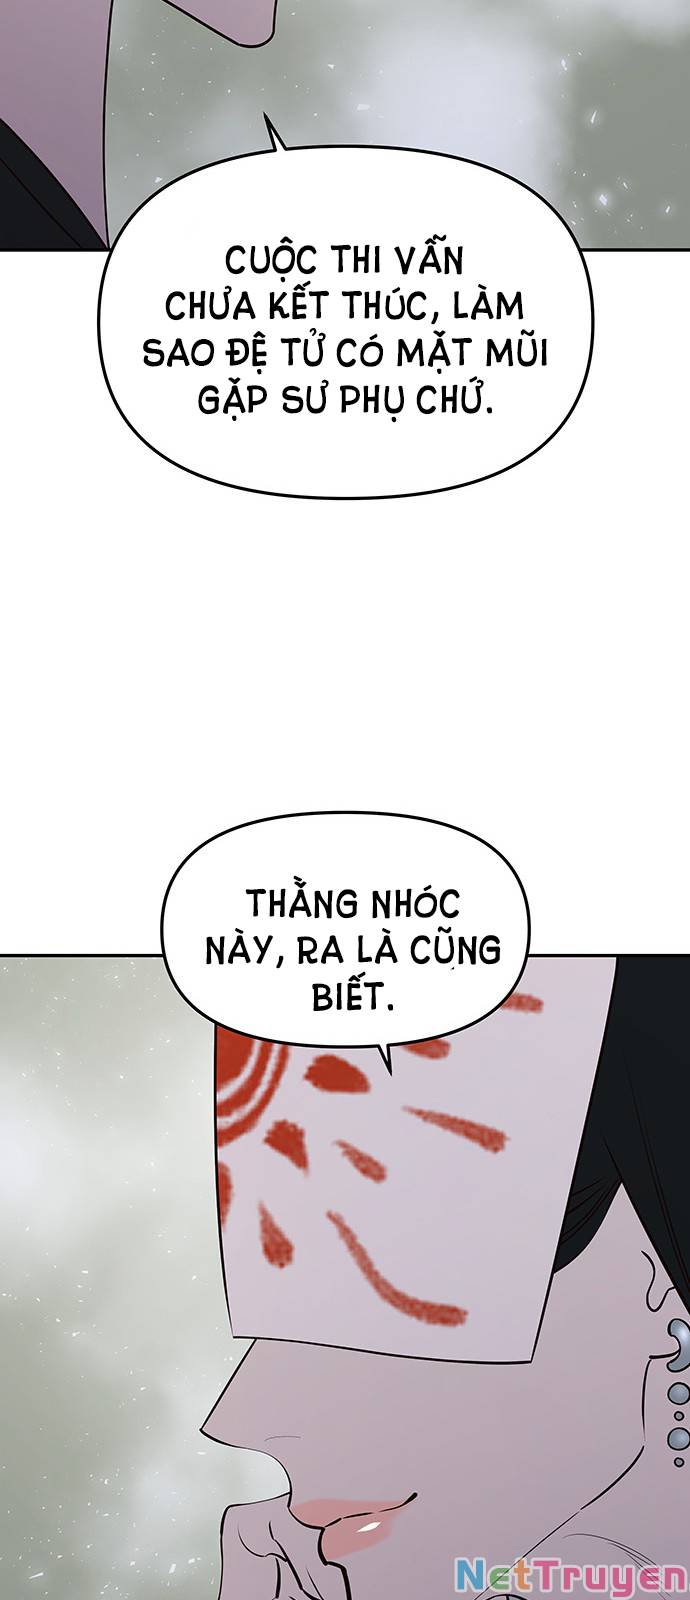 CUỘC THI VẪN
CHƯA KẾT THÚC, LÀM
SAO ĐỆ TỬ CÓ MẶT MŨI
GẶP SƯ PHỤ CHỨ.
THẰNG NHÓC
NÀY, RA LÀ CŨNG
BIẾT.
NetTruyen